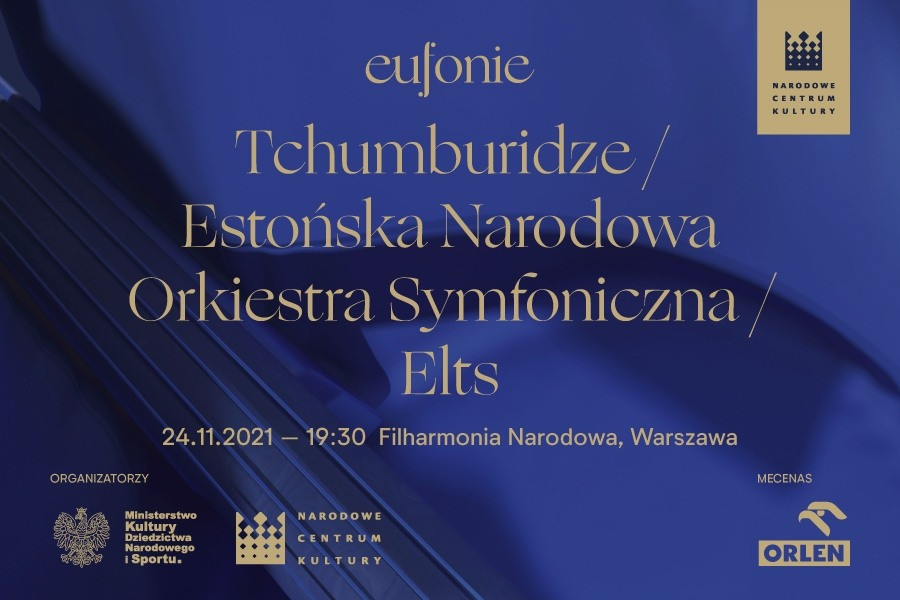 eufonie
NARODOWE
CENTRUM
KULTURY
Tchumburidze /
Estońska Narodowa
Orkiestra Symfoniczna /
Elts
24.11.2021 — 19:30 Filharmonia Narodowa, Warszawa
ORGANIZATORZY
MECENAS
Ministerstwo
Kultury
Dziedzictwa
Narodowego
i Sportu.
NARODOWE
CENTRUM
KULTURY
ORLEN